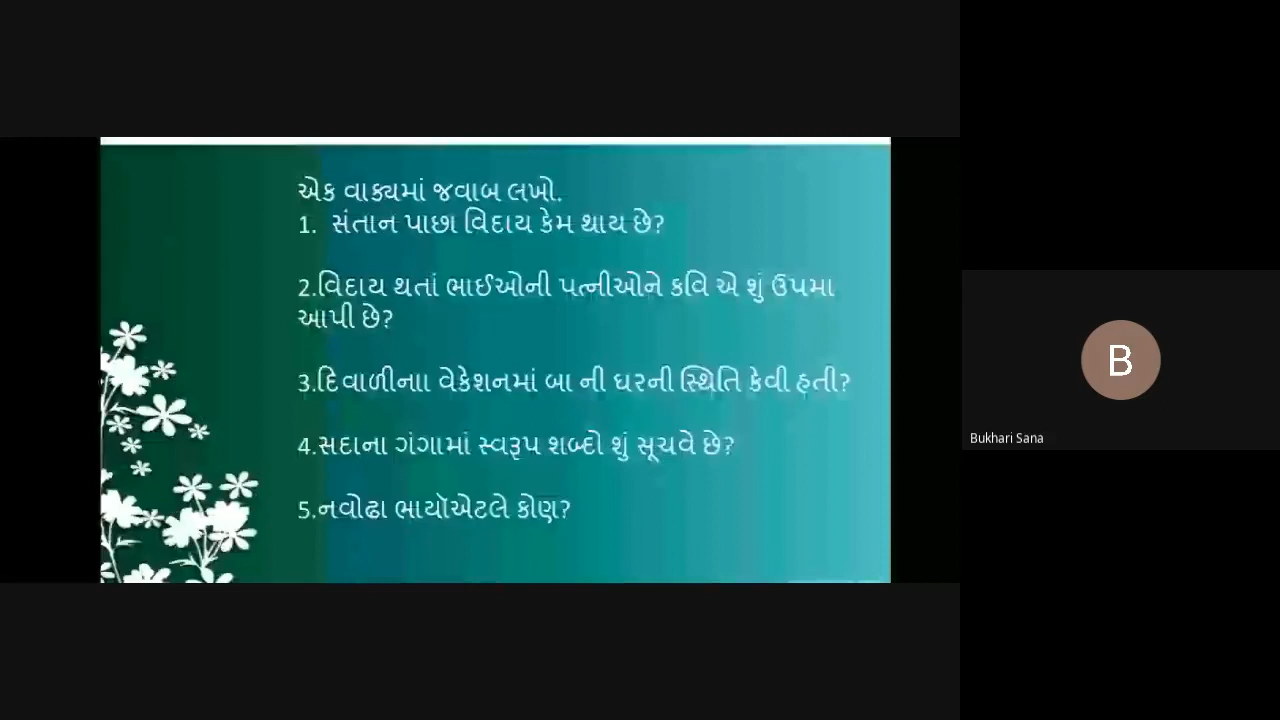 એક વાક્યમાં જવાબ લખો.
1. સંતાન પાછા વિદાય કેમ થાય છે?
2.વિદાય થતાં ભાઈઓની પત્નીઓને કવિ એ શું ઉપમા
આપી છે?
3.દિવાળીનાા વેકેશનમાં બા ની ઘરની સ્થિતિ કેવી હતી?
4.સદાના ગંગામાં સ્વરૂપ શબ્દો શું સૂચવે છે?
5.નવોઢા ભાયૉએટલે કોણ?
B
Bukhari Sana